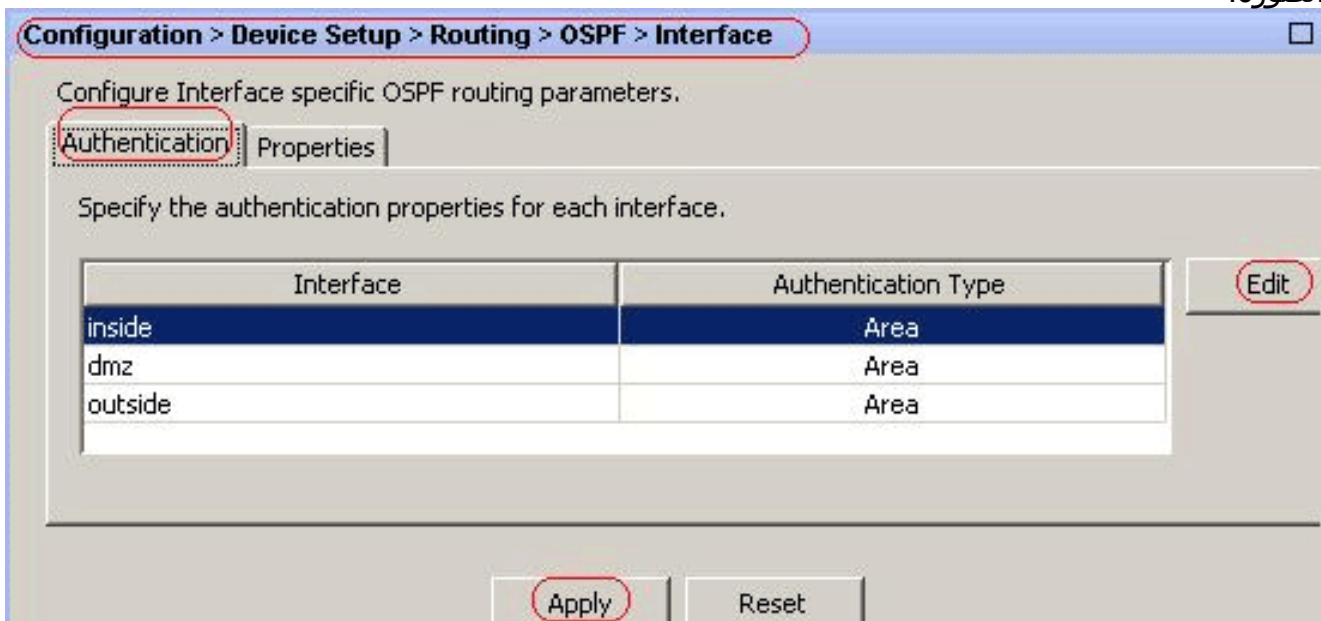 الصورة:
Configuration > Device Setup > Routing > OSPF > Interface
Configure Interface specific OSPF routing parameters.
Authentication Properties
Specify the authentication properties for each interface.
Interface Authentication Type Edit
inside Area
dmz Area
outside Area
Apply Reset